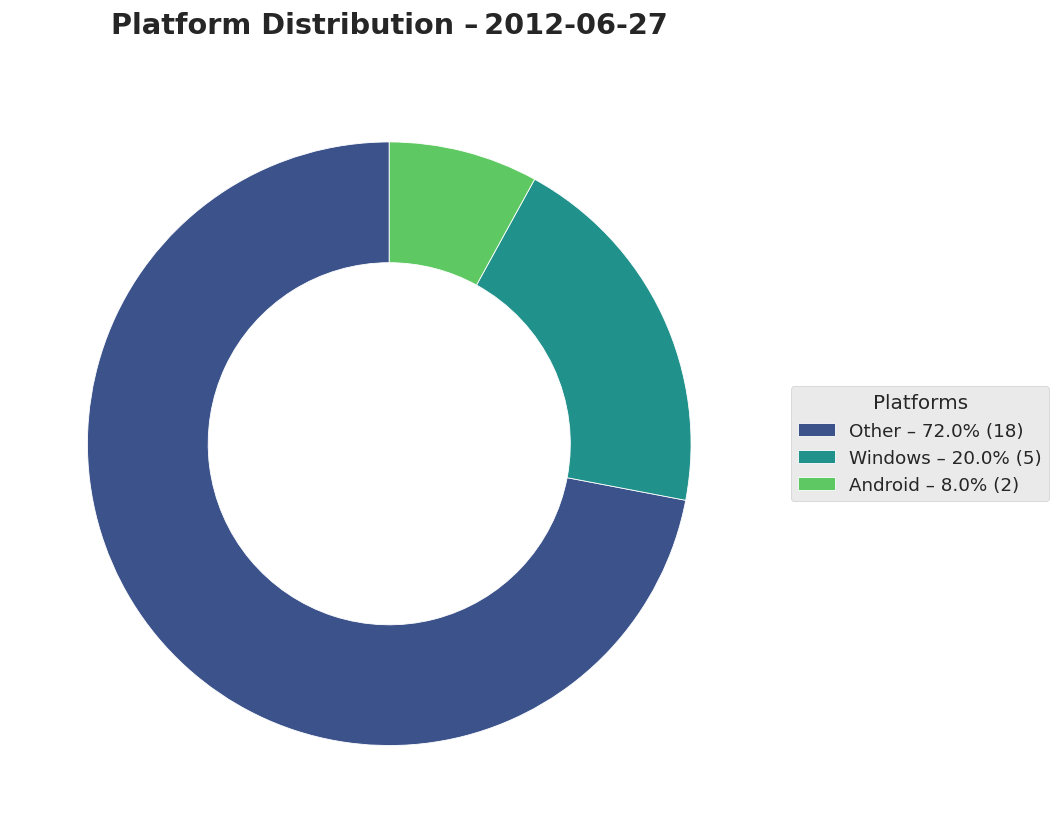 Platform Distribution – 2012-06-27
Platforms
Other – 72.0% (18)
Windows – 20.0% (5)
Android – 8.0% (2)